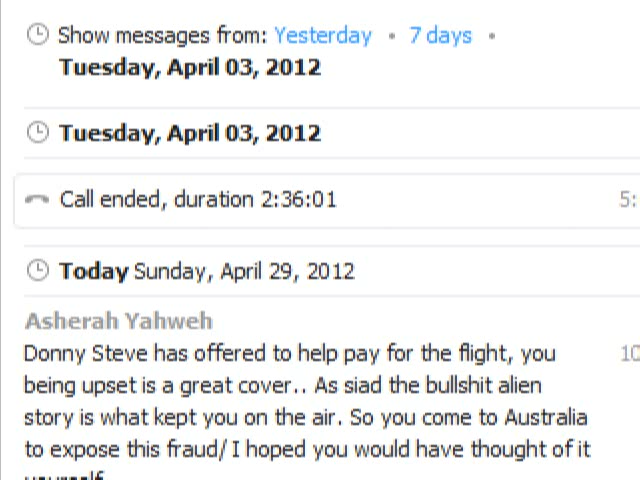 Show messages from: Yesterday • 7 days •
Tuesday, April 03, 2012
Tuesday, April 03, 2012
Call ended, duration 2:36:01 5:
Today Sunday, April 29, 2012
Asherah Yahweh
Donny Steve has offered to help pay for the flight, you 10
being upset is a great cover.. As siad the bullshit alien
story is what kept you on the air. So you come to Australia
to expose this fraud/ I hoped you would have thought of it
yourself